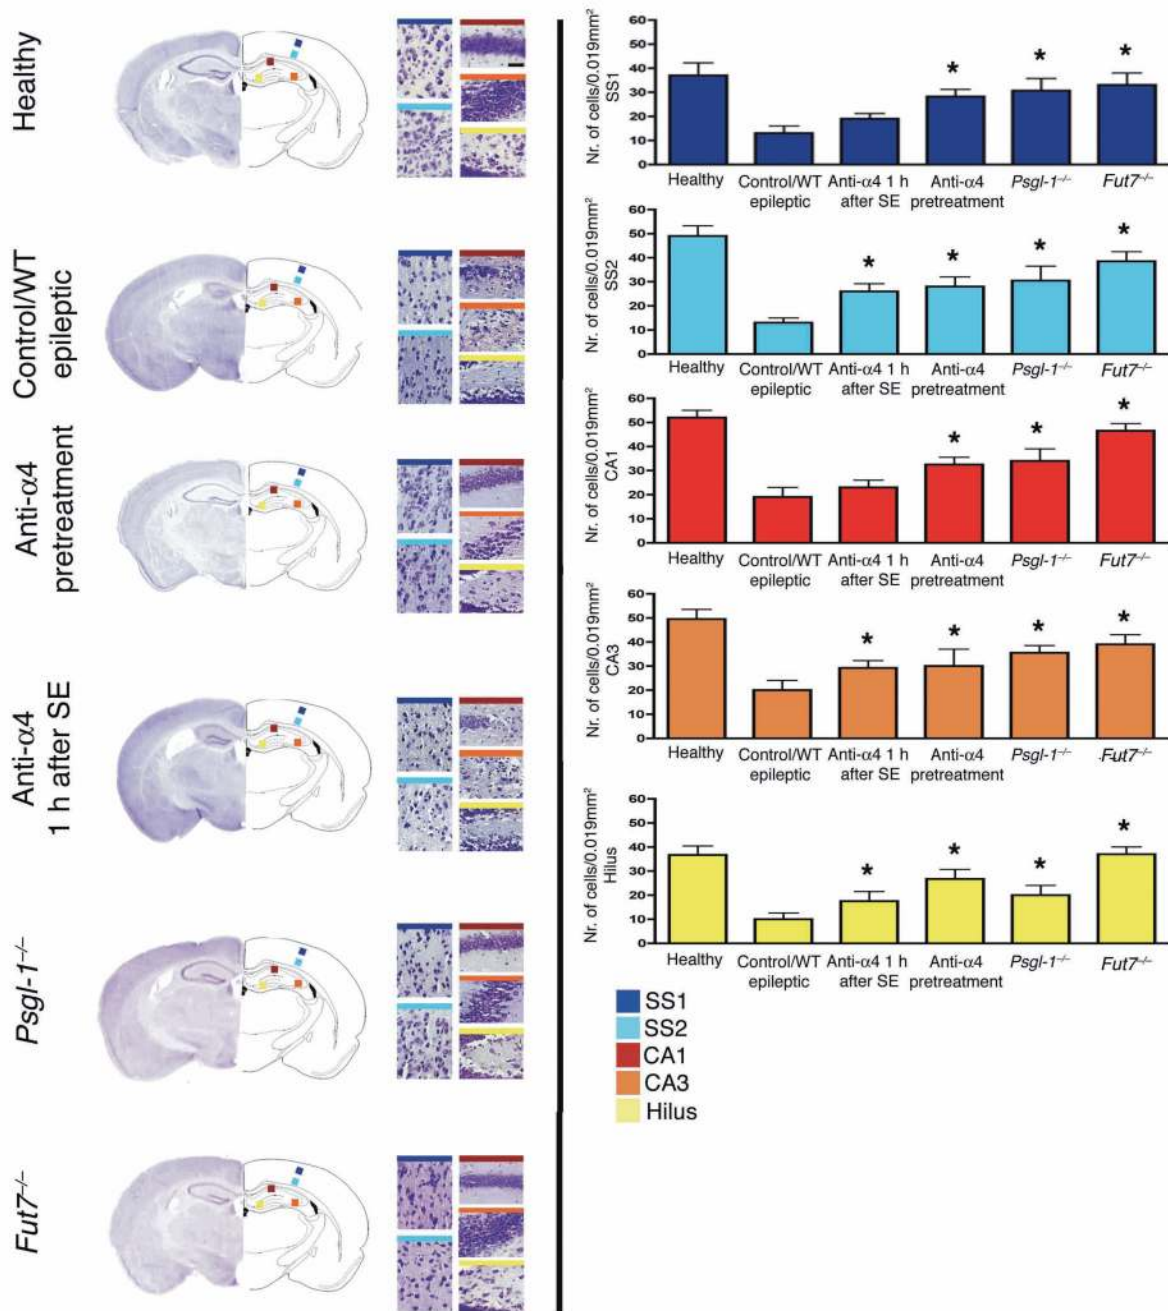 Healthy
Control/WT
epileptic
Anti-α4
pretreatment
Anti-α4
1 h after SE
Psgl-1⁻/⁻
Fut7⁻/⁻
Nr. of cells/0.019mm²
SS1
60
50
40
30
20
10
0
*
*
*
Healthy
Control/WT
epileptic
Anti-α4 1 h
after SE
Anti-α4
pretreatment
Psgl-1⁻/⁻
Fut7⁻/⁻
Nr. of cells/0.019mm²
SS2
60
50
40
30
20
10
0
*
*
*
*
Healthy
Control/WT
epileptic
Anti-α4 1 h
after SE
Anti-α4
pretreatment
Psgl-1⁻/⁻
Fut7⁻/⁻
Nr. of cells/0.019mm²
CA1
60
50
40
30
20
10
0
*
*
*
Healthy
Control/WT
epileptic
Anti-α4 1 h
after SE
Anti-α4
pretreatment
Psgl-1⁻/⁻
Fut7⁻/⁻
Nr. of cells/0.019mm²
CA3
60
50
40
30
20
10
0
*
*
*
*
Healthy
Control/WT
epileptic
Anti-α4 1 h
after SE
Anti-α4
pretreatment
Psgl-1⁻/⁻
Fut7⁻/⁻
Nr. of cells/0.019mm²
Hilus
60
50
40
30
20
10
0
*
*
*
*
Healthy
Control/WT
epileptic
Anti-α4 1 h
after SE
Anti-α4
pretreatment
Psgl-1⁻/⁻
Fut7⁻/⁻
SS1
SS2
CA1
CA3
Hilus